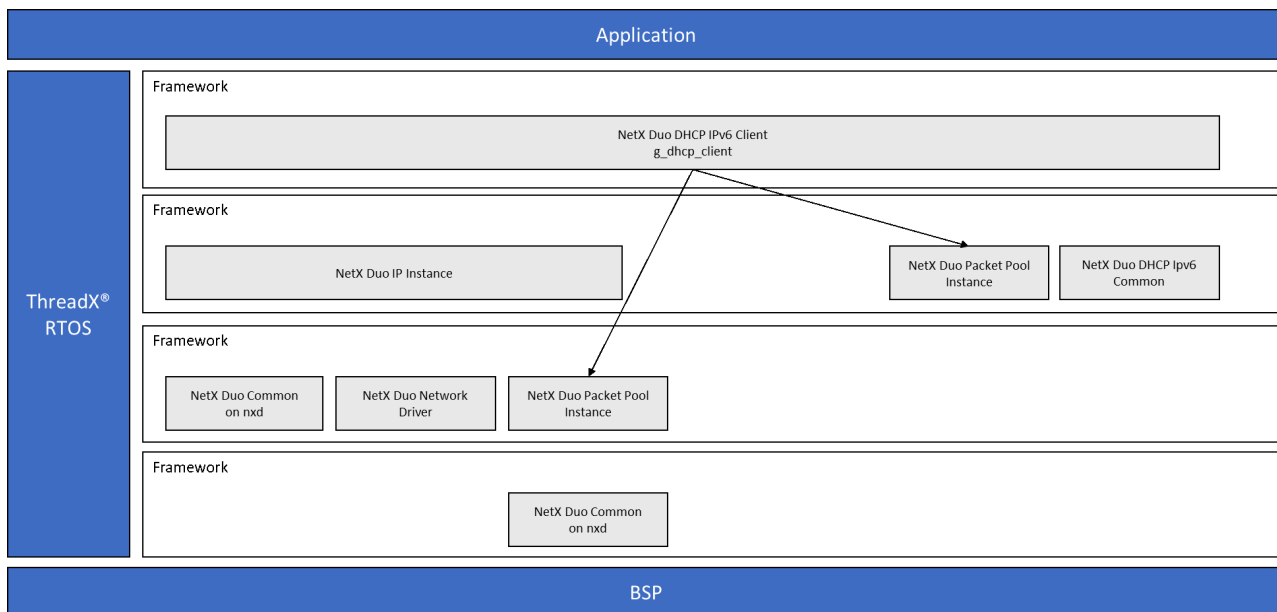 Application
ThreadX®
RTOS
Framework
NetX Duo DHCP IPv6 Client
g_dhcp_client
Framework
NetX Duo IP Instance
NetX Duo Packet Pool
Instance
NetX Duo DHCP Ipv6
Common
Framework
NetX Duo Common
on nxd
NetX Duo Network
Driver
NetX Duo Packet Pool
Instance
Framework
NetX Duo Common
on nxd
BSP